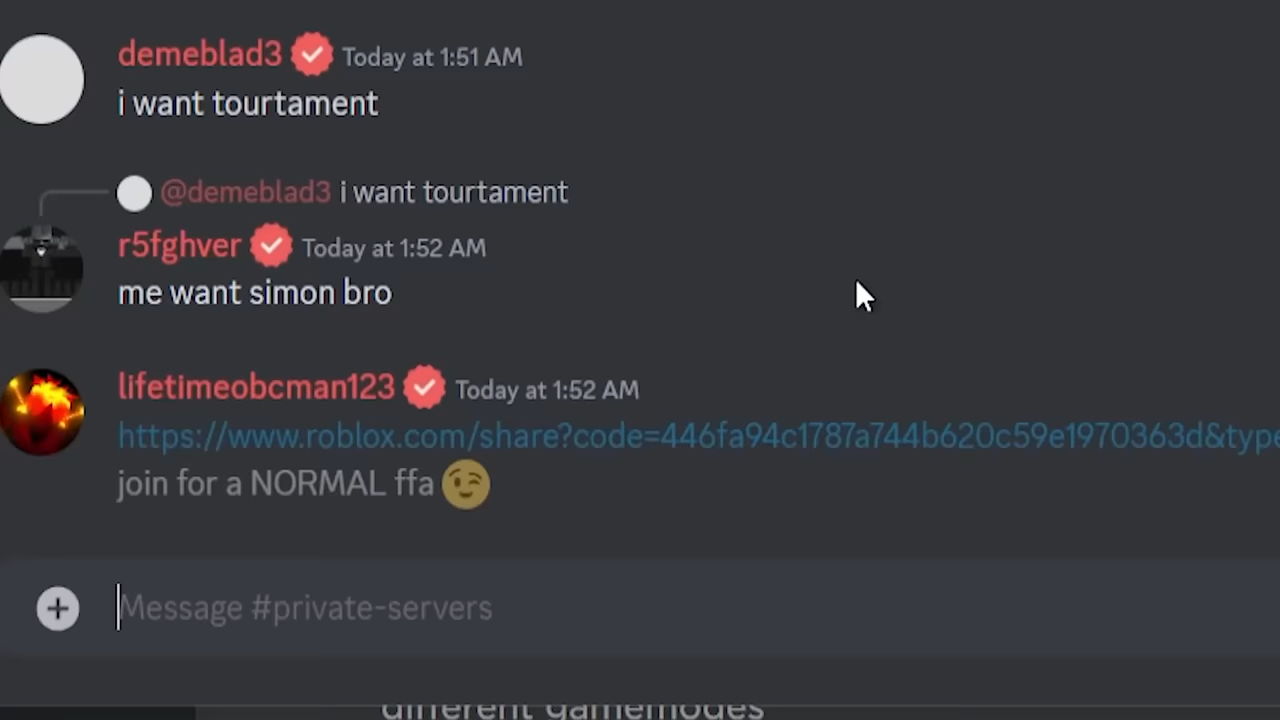 demeblad3 Today at 1:51 AM
i want tourtament
@demeblad3 i want tourtament
r5fghver Today at 1:52 AM
me want simon bro
lifetimeobcman123 Today at 1:52 AM
https://www.roblox.com/share?code=446fa94c1787a744b620c59e1970363d&type
join for a NORMAL ffa 😉
Message #private-servers
different gamemodes